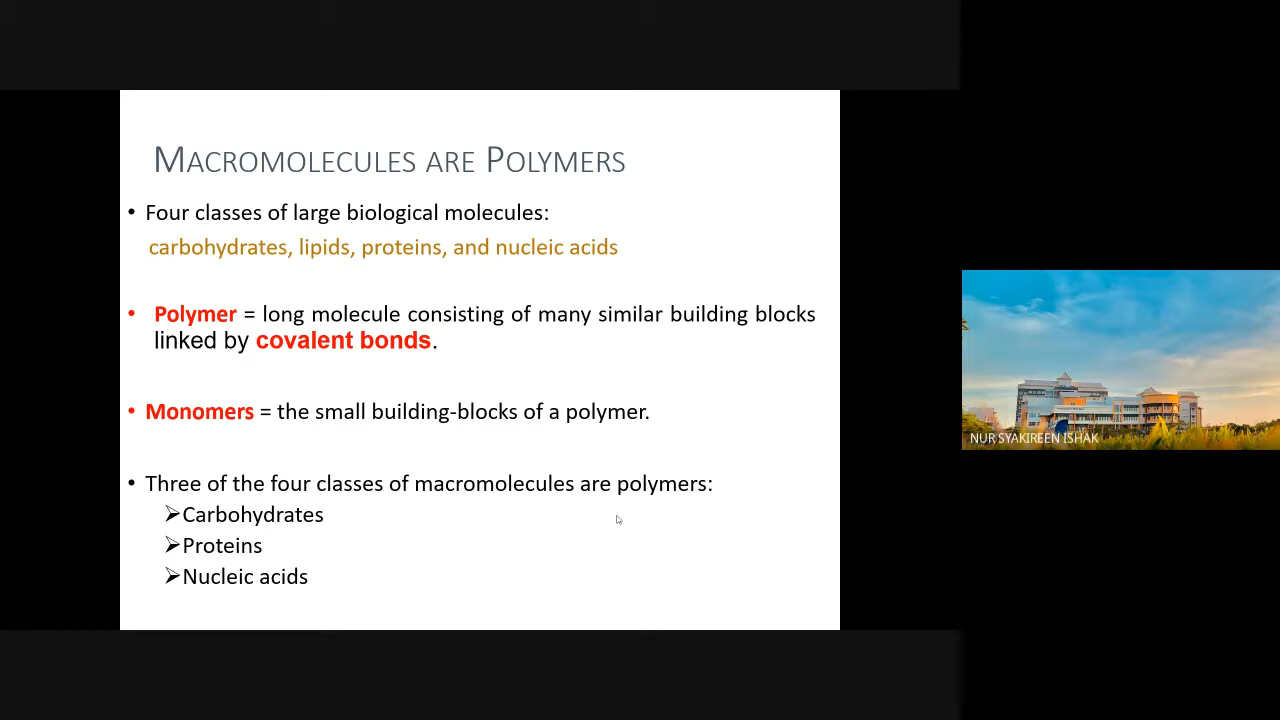 MACROMOLECULES ARE POLYMERS
• Four classes of large biological molecules:
carbohydrates, lipids, proteins, and nucleic acids
• Polymer = long molecule consisting of many similar building blocks
linked by covalent bonds.
• Monomers = the small building-blocks of a polymer.
• Three of the four classes of macromolecules are polymers:
➢Carbohydrates
➢Proteins
➢Nucleic acids
NUR SYAKIREEN ISHAK